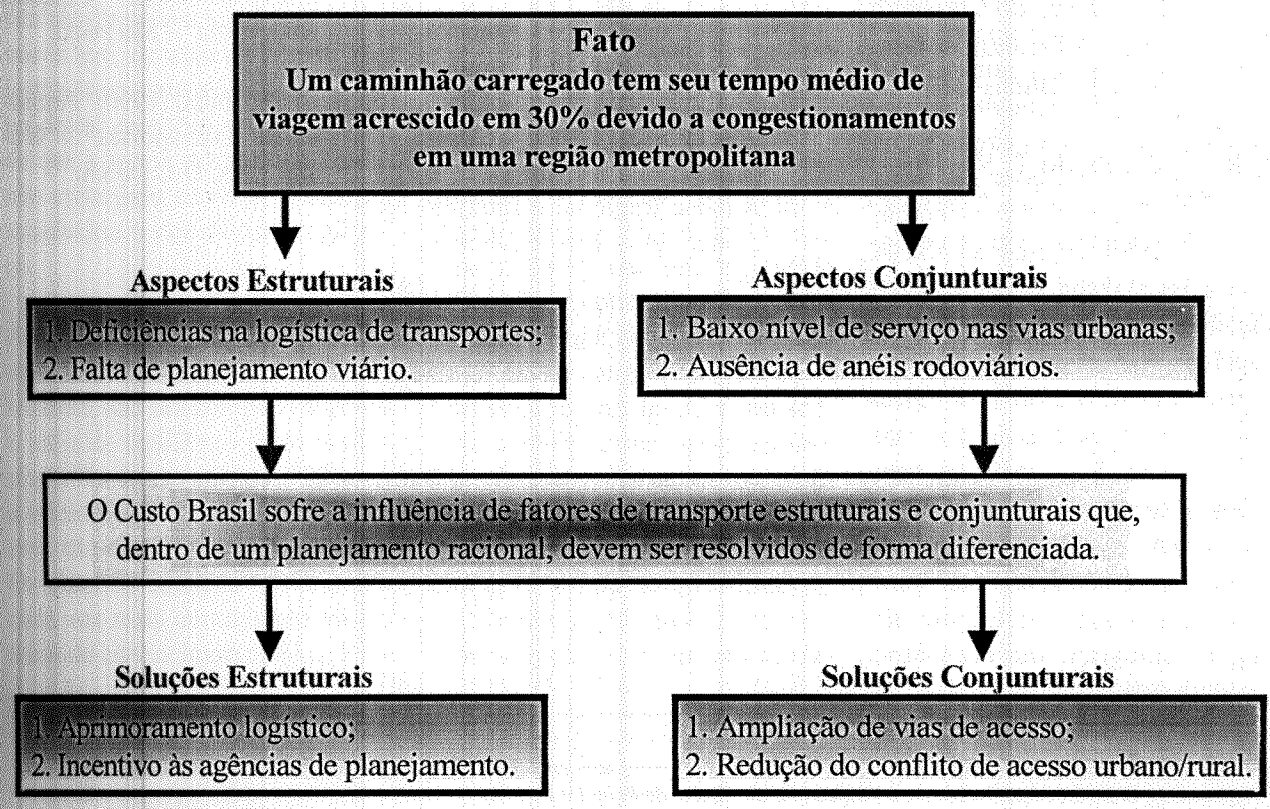 Fato
Um caminhão carregado tem seu tempo médio de
viagem acrescido em 30% devido a congestionamentos
em uma região metropolitana
Aspectos Estruturais
1. Deficiências na logística de transportes;
2. Falta de planejamento viário.
Aspectos Conjunturais
1. Baixo nível de serviço nas vias urbanas;
2. Ausência de anéis rodoviários.
O Custo Brasil sofre a influência de fatores de transporte estruturais e conjunturais que,
dentro de um planejamento racional, devem ser resolvidos de forma diferenciada.
Soluções Estruturais
1. Aprimoramento logístico;
2. Incentivo às agências de planejamento.
Soluções Conjunturais
1. Ampliação de vias de acesso;
2. Redução do conflito de acesso urbano/rural.